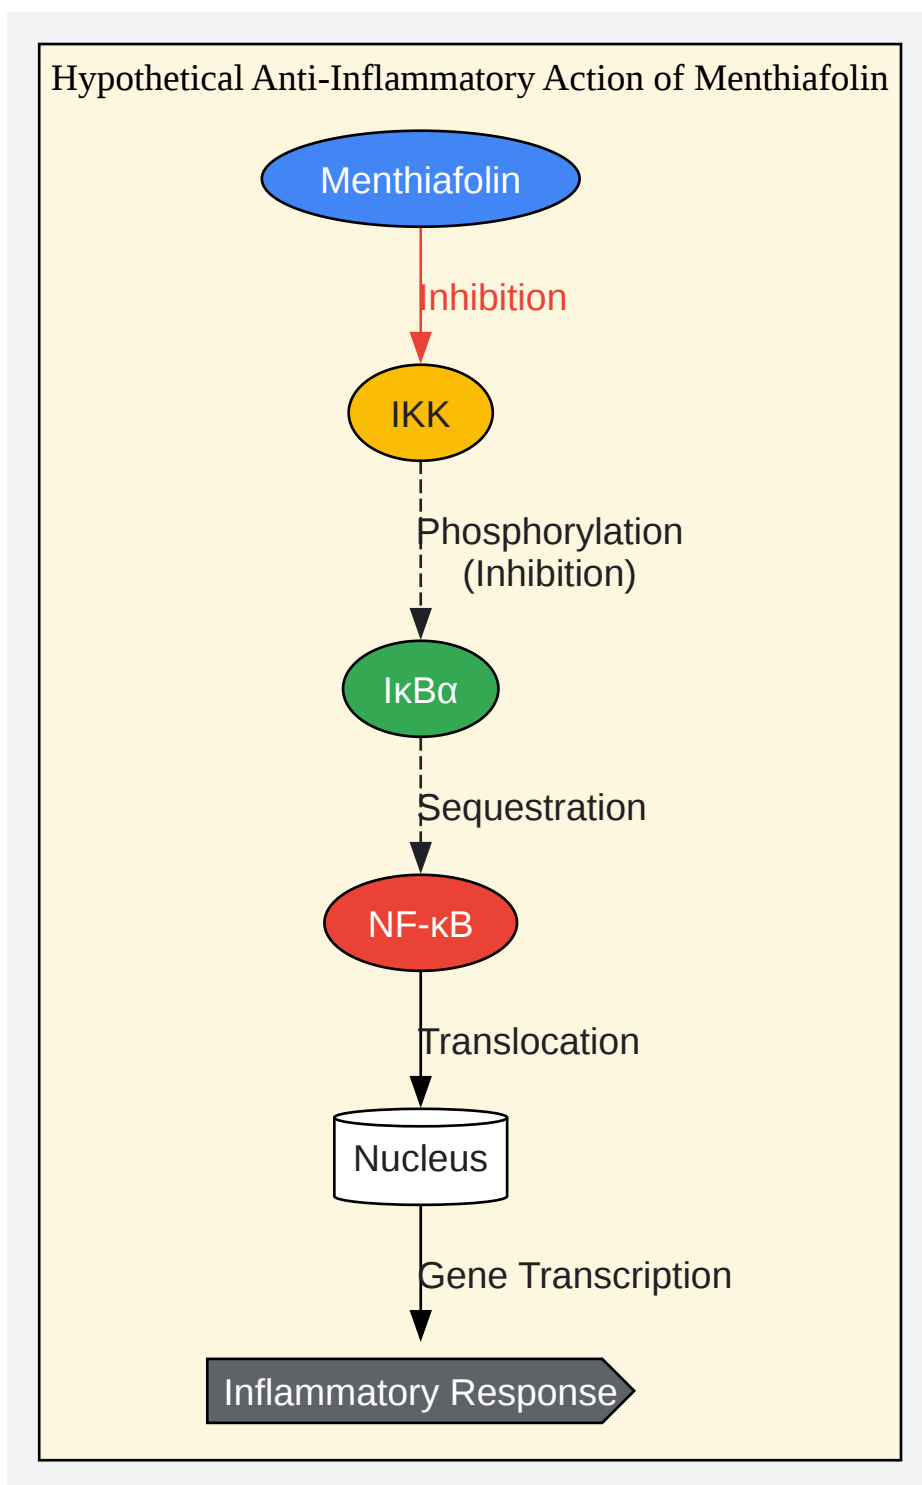 Hypothetical Anti-Inflammatory Action of Menthiafolin
Menthiafolin
Inhibition
IKK
Phosphorylation
(Inhibition)
IκBα
Sequestration
NF-κB
Translocation
Nucleus
Gene Transcription
Inflammatory Response